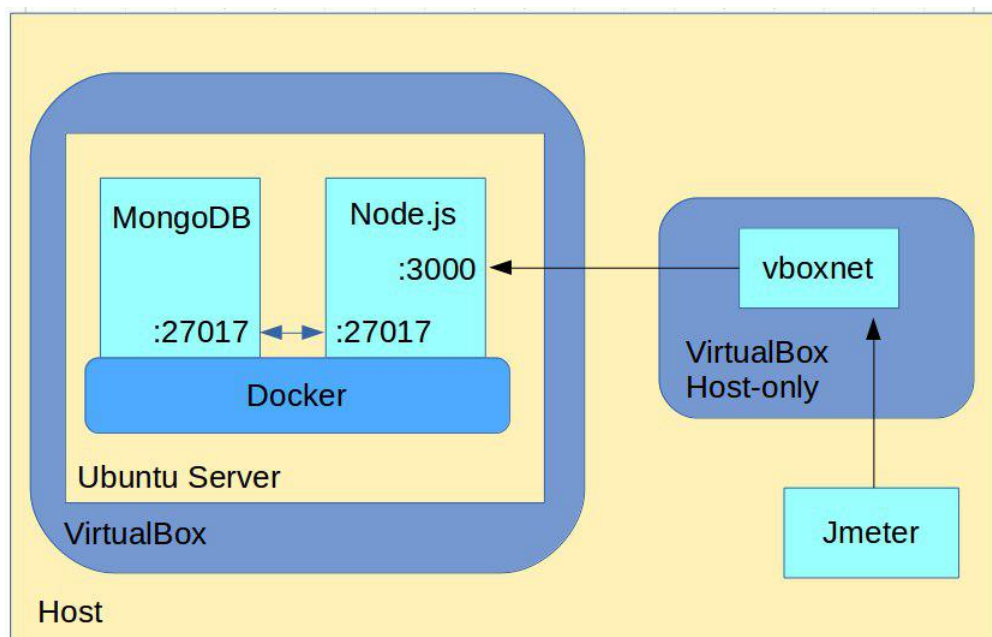 MongoDB
Node.js
:3000
:27017
:27017
Docker
Ubuntu Server
VirtualBox
Host
vboxnet
VirtualBox
Host-only
Jmeter